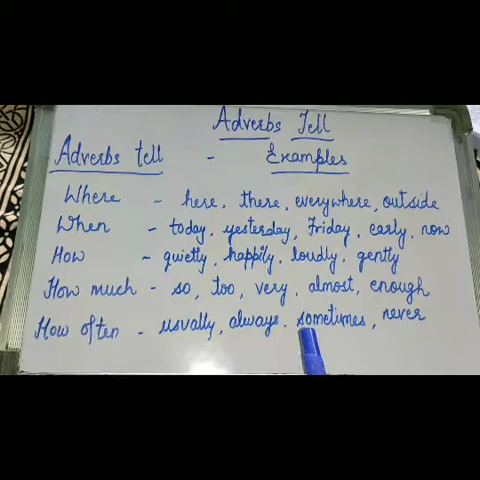 Adverbs Tell
Adverbs tell - Examples
Where - here, there, everywhere, outside
When - today, yesterday, Friday, early, now
How - quietly, happily, loudly, gently
How much - so, too, very, almost, enough
How often - usually, always, sometimes, never